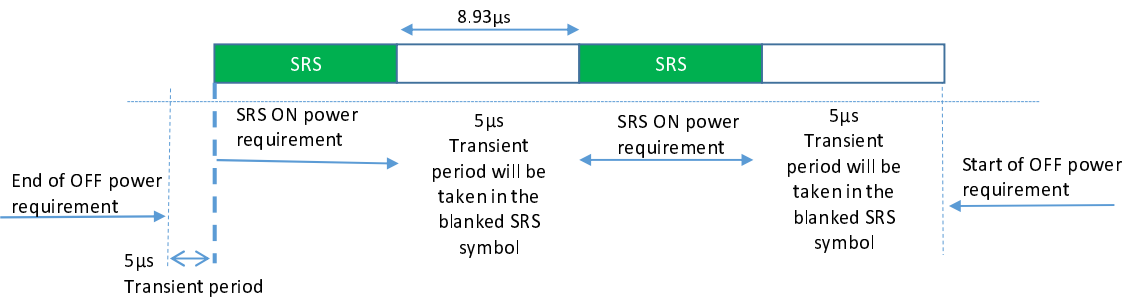 8.93µs
SRS
SRS
SRS ON power
requirement
5µs
Transient
period will be
taken in the
blanked SRS
symbol
SRS ON power
requirement
5µs
Transient
period will be
taken in the
blanked SRS
symbol
End of OFF power
requirement
Start of OFF power
requirement
5µs
Transient period